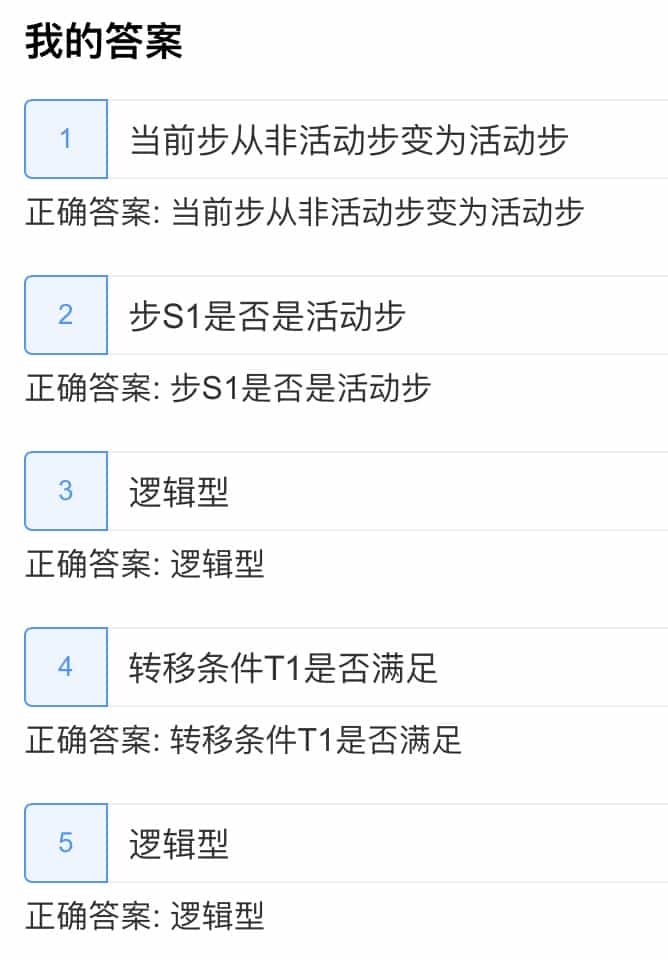 我的答案
1 当前步从非活动步变为活动步
正确答案: 当前步从非活动步变为活动步
2 步S1是否是活动步
正确答案: 步S1是否是活动步
3 逻辑型
正确答案: 逻辑型
4 转移条件T1是否满足
正确答案: 转移条件T1是否满足
5 逻辑型
正确答案: 逻辑型